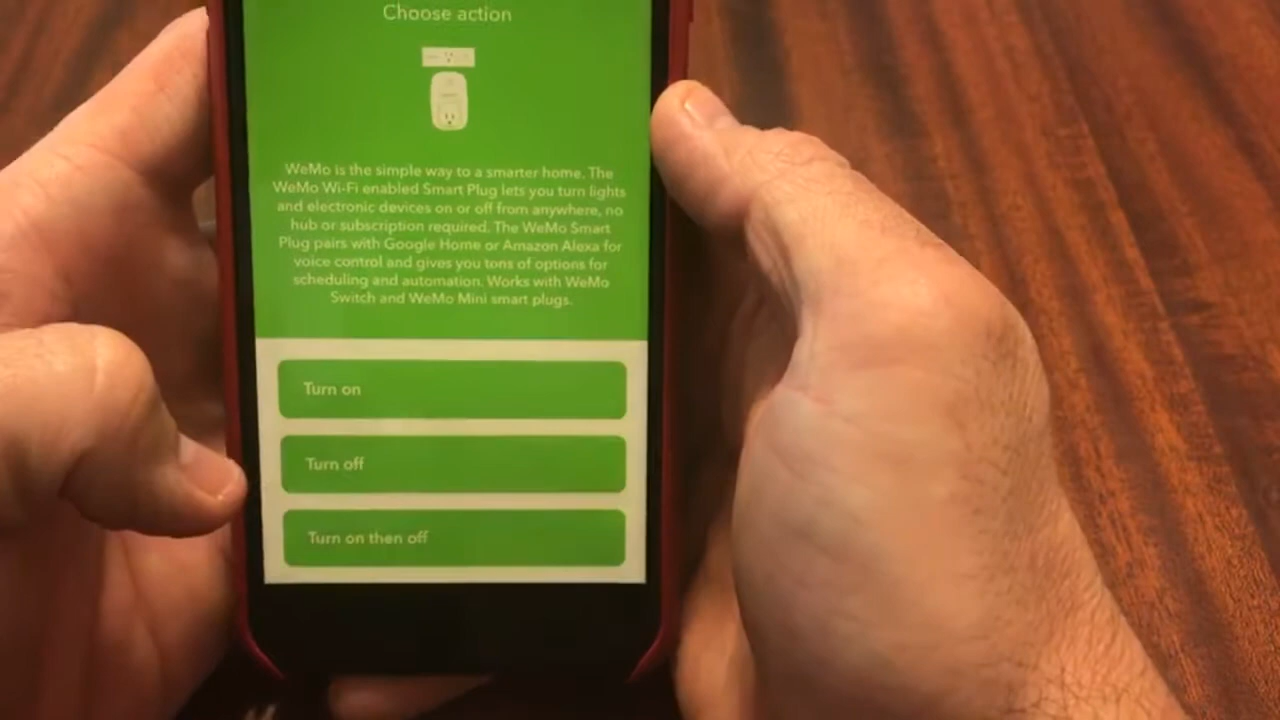 Choose action
WeMo is the simple way to a smarter home. The
WeMo Wi-Fi enabled Smart Plug lets you turn lights
and electronic devices on or off from anywhere, no
hub or subscription required. The WeMo Smart
Plug pairs with Google Home or Amazon Alexa for
voice control and gives you tons of options for
scheduling and automation. Works with WeMo
Switch and WeMo Mini smart plugs.
Turn on
Turn off
Turn on then off